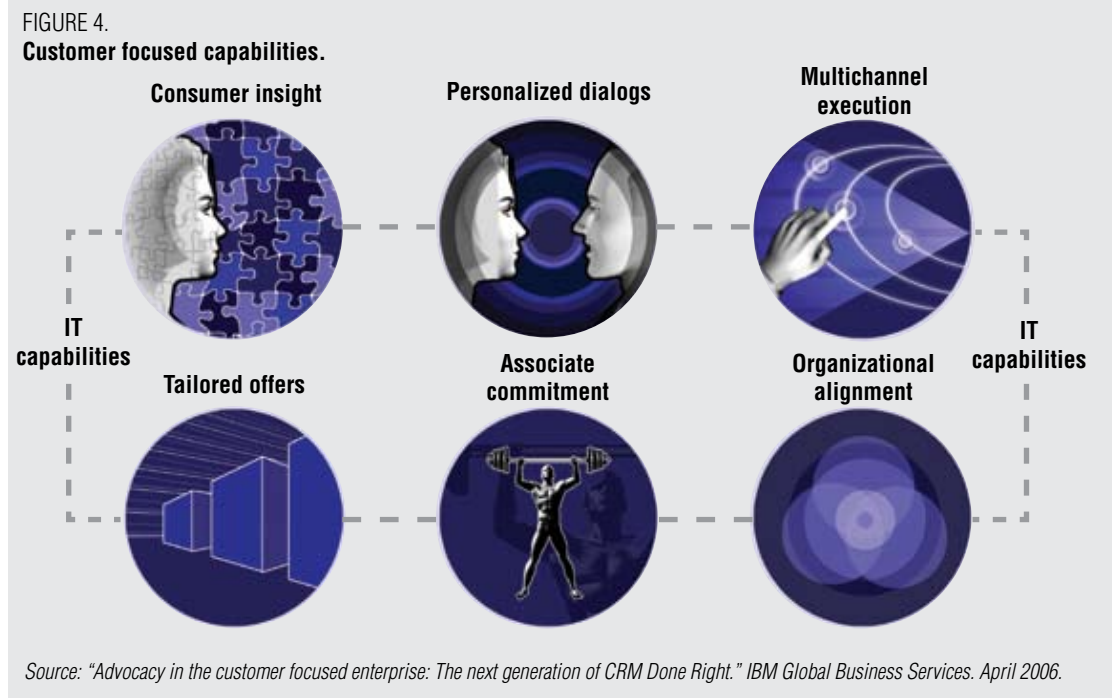 FIGURE 4.
Customer focused capabilities.
Consumer insight
Personalized dialogs
Multichannel
execution
IT
capabilities
IT
capabilities
Tailored offers
Associate
commitment
Organizational
alignment
Source: “Advocacy in the customer focused enterprise: The next generation of CRM Done Right.” IBM Global Business Services. April 2006.